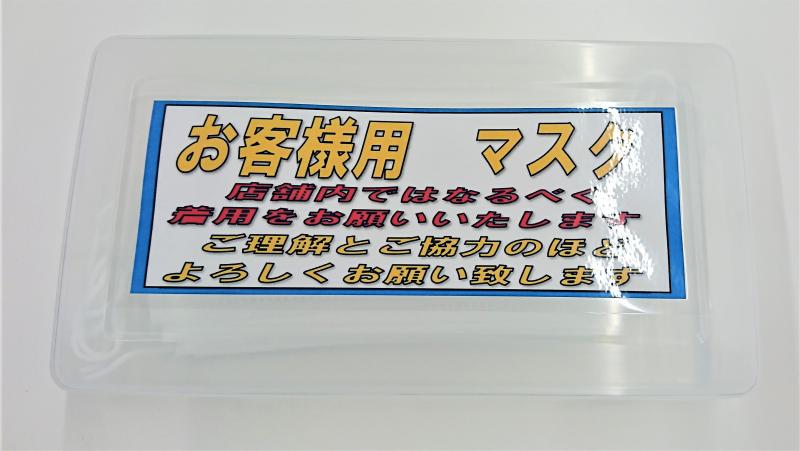 お客様用 マスク
店舗内ではなるべく
着用をお願いいたします
ご理解とご協力のほど
よろしくお願い致します